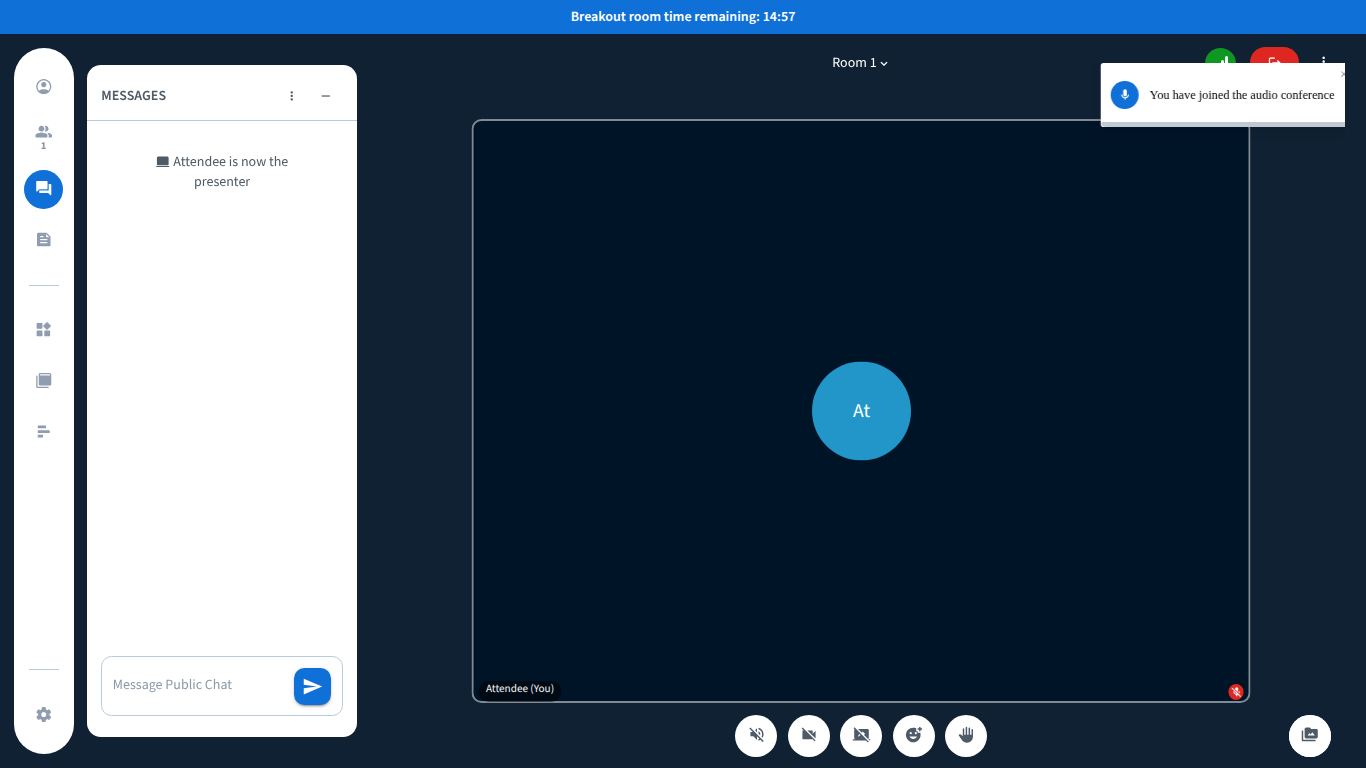 Breakout room time remaining: 14:57
Room 1
You have joined the audio conference
1
MESSAGES
Attendee is now the
presenter
At
Message Public Chat
Attendee (You)